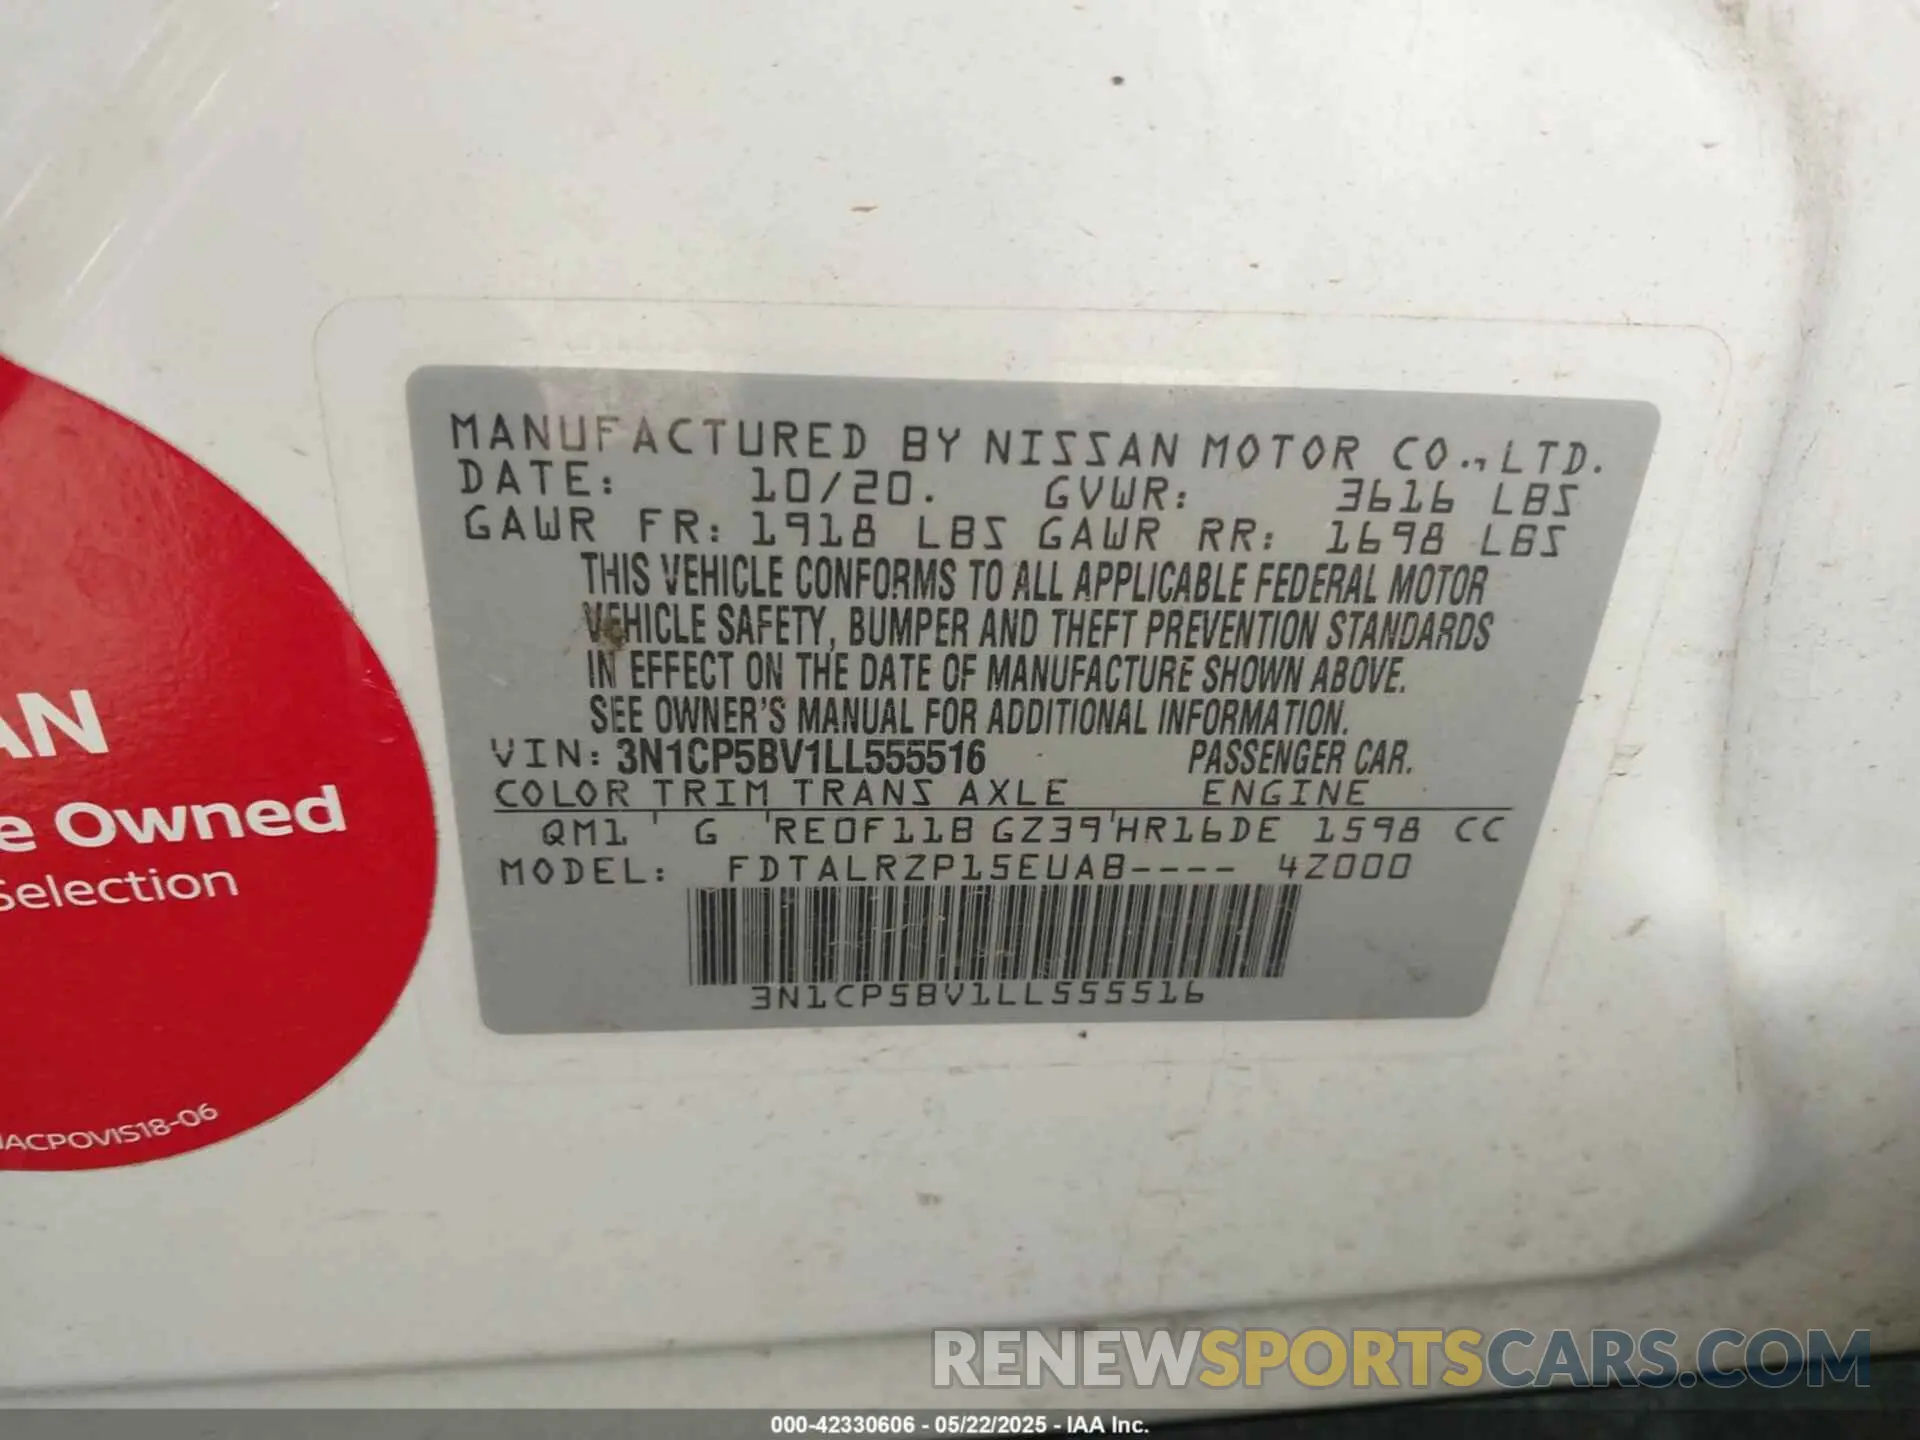 MANUFACTURED BY NISSAN MOTOR CO., LTD.
DATE: 10/20. GVWR: 3616 LBS
GAWR FR: 1918 LBS GAWR RR: 1698 LBS
THIS VEHICLE CONFORMS TO ALL APPLICABLE FEDERAL MOTOR
VEHICLE SAFETY, BUMPER AND THEFT PREVENTION STANDARDS
IN EFFECT ON THE DATE OF MANUFACTURE SHOWN ABOVE.
SEE OWNER'S MANUAL FOR ADDITIONAL INFORMATION.
VIN: 3N1CP5BV1LL555516 PASSENGER CAR.
COLOR TRIM TRANS AXLE ENGINE
QM1 ' G 'RE0F11B GZ39'HR16DE 1598 CC
MODEL: FDTALRZP15EUAB---- 4Z000
3N1CP5BV1LL555516
AN
e Owned
Selection
ACPOVIS18-06
RENEWSPORTSCARS.COM
000-42330606 - 05/22/2025 - IAA Inc.